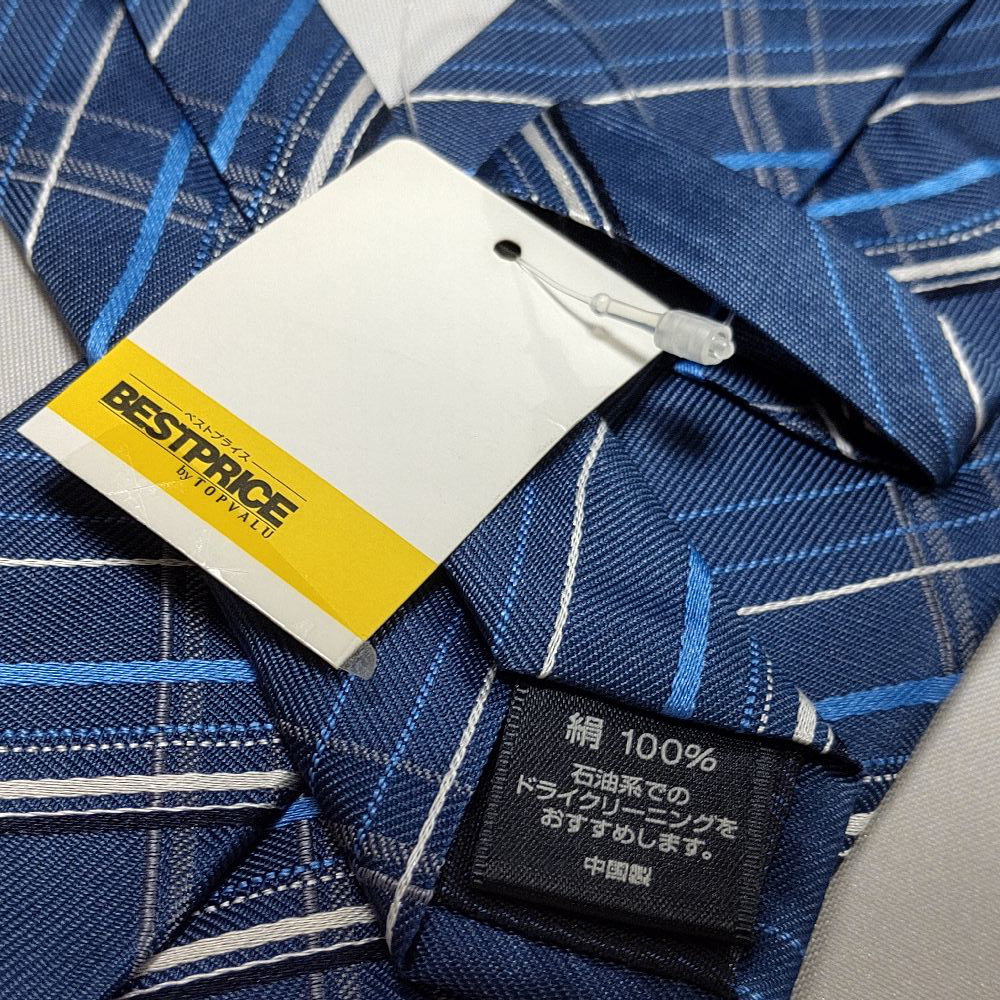 ベストプライス
BESTPRICE
by TOPVALU
絹 100%
石油系での
ドライクリーニングを
おすすめします。
中国製